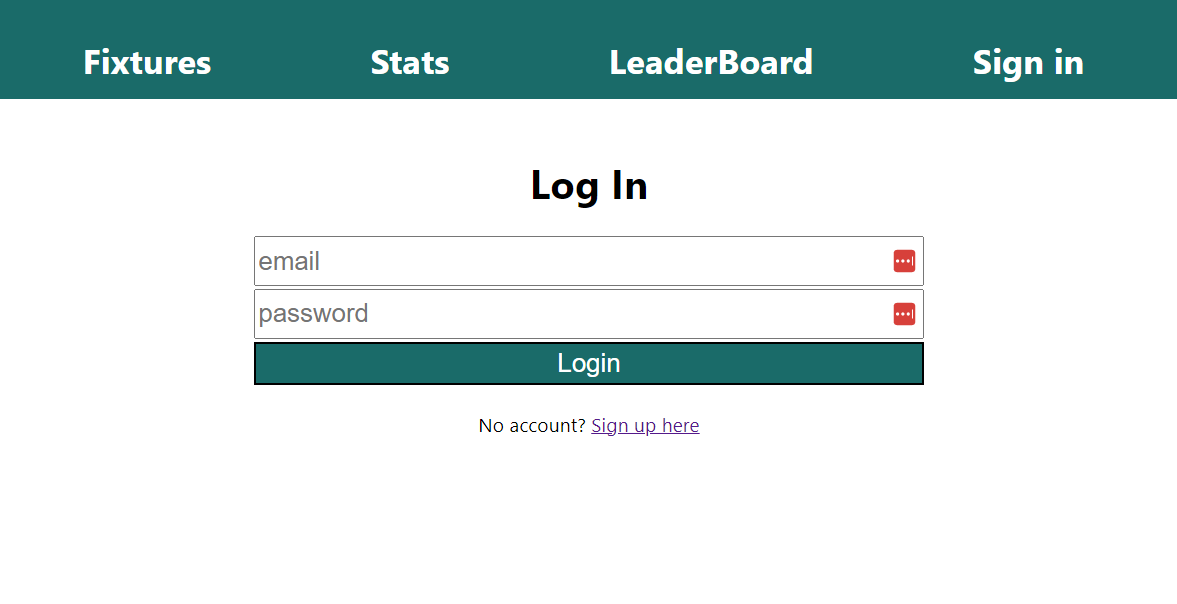 Fixtures Stats LeaderBoard Sign in
Log In
email
password
Login
No account? Sign up here